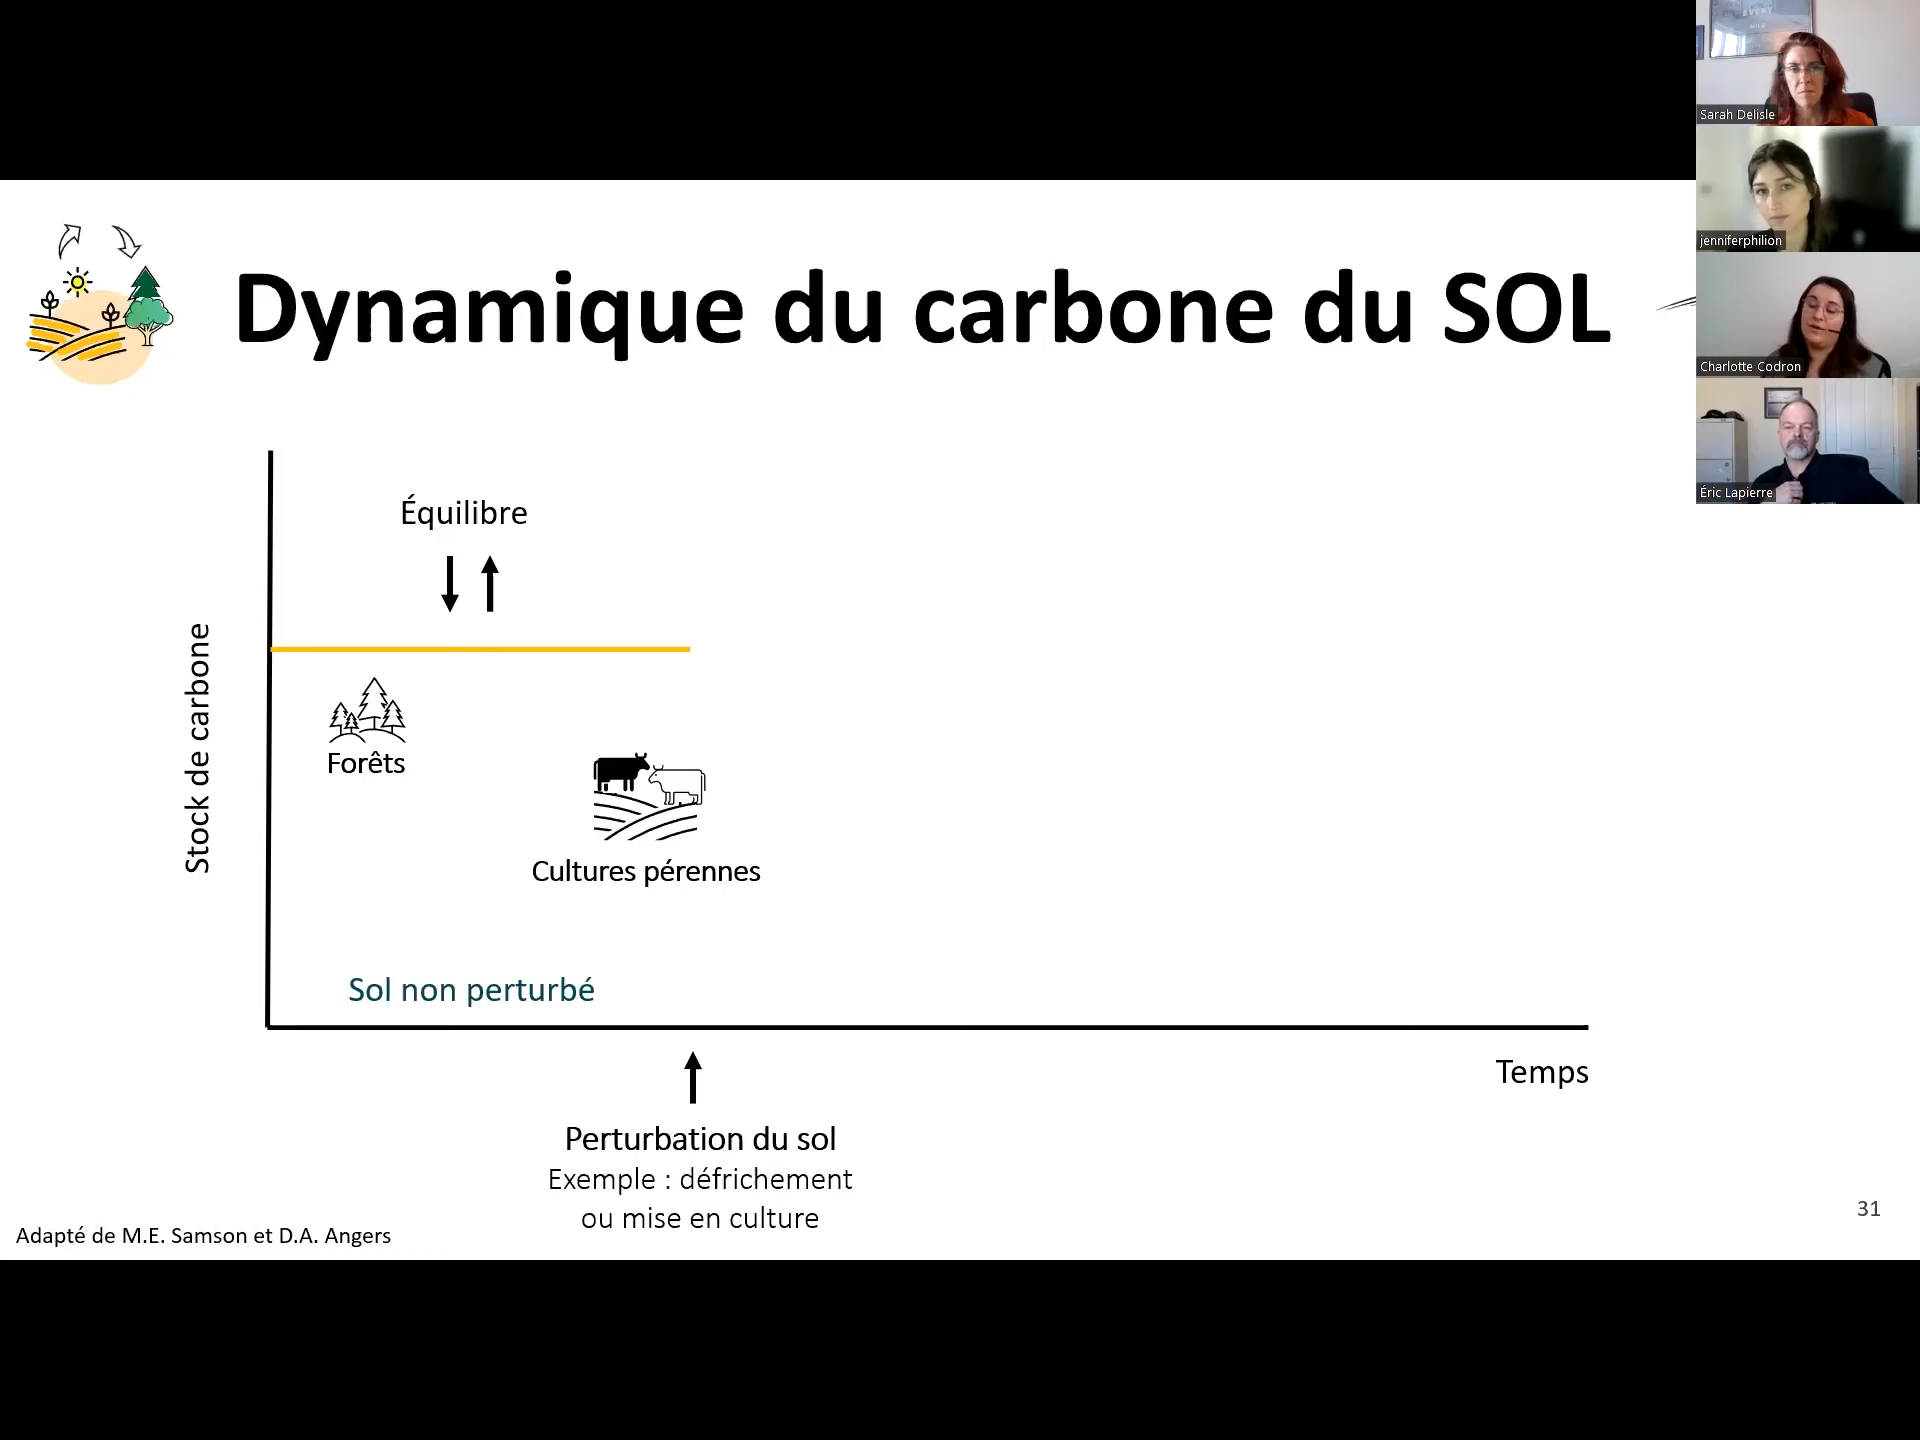 Dynamique du carbone du SOL
Sarah Delisle
jenniferphilion
Charlotte Codron
Éric Lapierre
Équilibre
Stock de carbone
Forêts
Cultures pérennes
Sol non perturbé
Temps
Perturbation du sol
Exemple : défrichement
ou mise en culture
Adapté de M.E. Samson et D.A. Angers
31